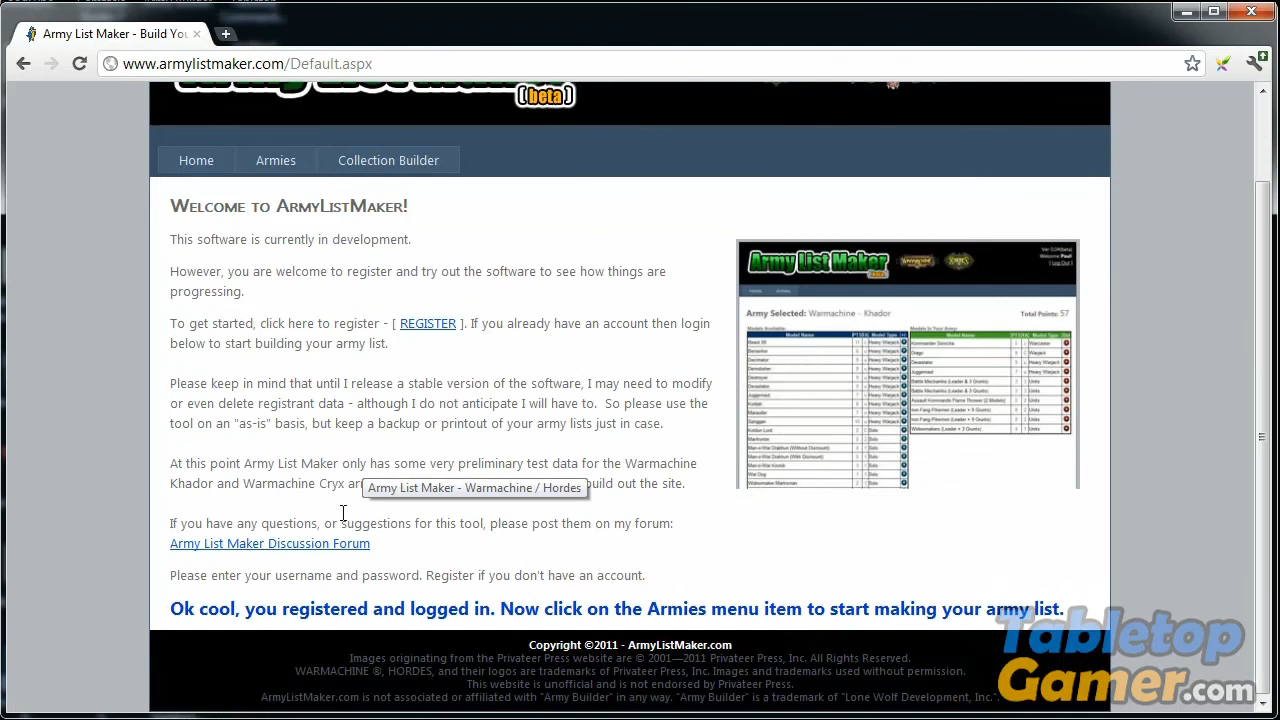 Army List Maker - Build You
www.armylistmaker.com/Default.aspx
(beta)
Home Armies Collection Builder
WELCOME TO ARMYLISTMAKER!
This software is currently in development.
However, you are welcome to register and try out the software to see how things are
progressing.
To get started, click here to register - [ REGISTER ]. If you already have an account then login
below to start building your army list.
Please keep in mind that until I release a stable version of the software, I may need to modify
or even
although I do not anticipate I will have to. So please use the
tool on an "as-is" basis, but keep a backup or printout of your army lists just in case.
At this point Army List Maker only has some very preliminary test data for the Warmachine
Khador and Warmachine Cryx
build out the site.
Army List Maker - Warmachine / Hordes
If you have any questions, or suggestions for this tool, please post them on my forum:
Army List Maker Discussion Forum
Please enter your username and password. Register if you don't have an account.
Ok cool, you registered and logged in. Now click on the Armies menu item to start making your army list.
Army List Maker
Army Selected: Warmachine - Khador
Total Points: 57
Copyright ©2011 - ArmyListMaker.com
Images originating from the Privateer Press website are © 2001—2011 Privateer Press, Inc. All Rights Reserved.
WARMACHINE ®, HORDES, and their logos are trademarks of Privateer Press, Inc. Images and trademarks used without permission.
This website is unofficial and is not endorsed by Privateer Press.
ArmyListMaker.com is not associated or affiliated with "Army Builder" in any way. "Army Builder" is a trademark of "Lone Wolf Development, Inc."
Tabletop
Gamer.com